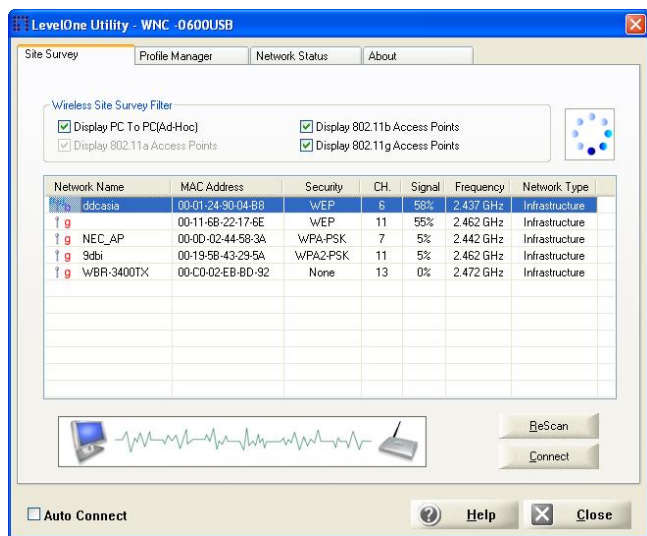 LevelOne Utility - WNC -0600USB
Site Survey Profile Manager Network Status About
Wireless Site Survey Filter
Display PC To PC(Ad-Hoc) Display 802.11b Access Points
Display 802.11a Access Points Display 802.11g Access Points
Network Name MAC Address Security CH. Signal Frequency Network Type
b ddcasia 00-01-24-90-04-B8 WEP 6 58% 2.437 GHz Infrastructure
g 00-11-6B-22-17-6E WEP 11 55% 2.462 GHz Infrastructure
g NEC_AP 00-0D-02-44-58-3A WPA-PSK 7 5% 2.442 GHz Infrastructure
g 9dbi 00-19-5B-43-29-5A WPA2-PSK 11 5% 2.462 GHz Infrastructure
g WBR-3400TX 00-C0-02-EB-BD-92 None 13 0% 2.472 GHz Infrastructure
ReScan
Connect
Auto Connect Help Close